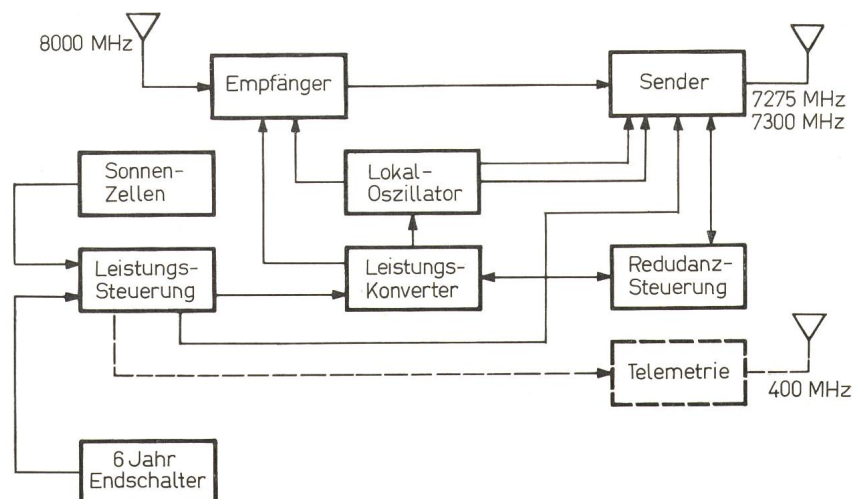 8000 MHz
Empfänger
Sender
7275 MHz
7300 MHz
Sonnen-
Zellen
Lokal-
Oszillator
Leistungs-
Steuerung
Leistungs-
Konverter
Redudanz-
Steuerung
Telemetrie
400 MHz
6 Jahr
Endschalter